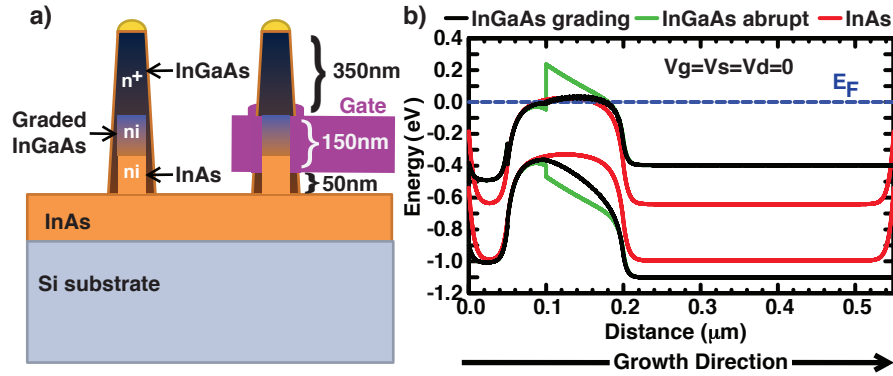 a)
n+
InGaAs
350nm
Gate
Graded
InGaAs
ni
150nm
ni
InAs
50nm
InAs
Si substrate
b)
InGaAs grading
InGaAs abrupt
InAs
Vg=Vs=Vd=0
EF
0.4
0.2
0.0
-0.2
-0.4
-0.6
-0.8
-1.0
-1.2
Energy (eV)
0.0 0.1 0.2 0.3 0.4 0.5
Distance (μm)
Growth Direction